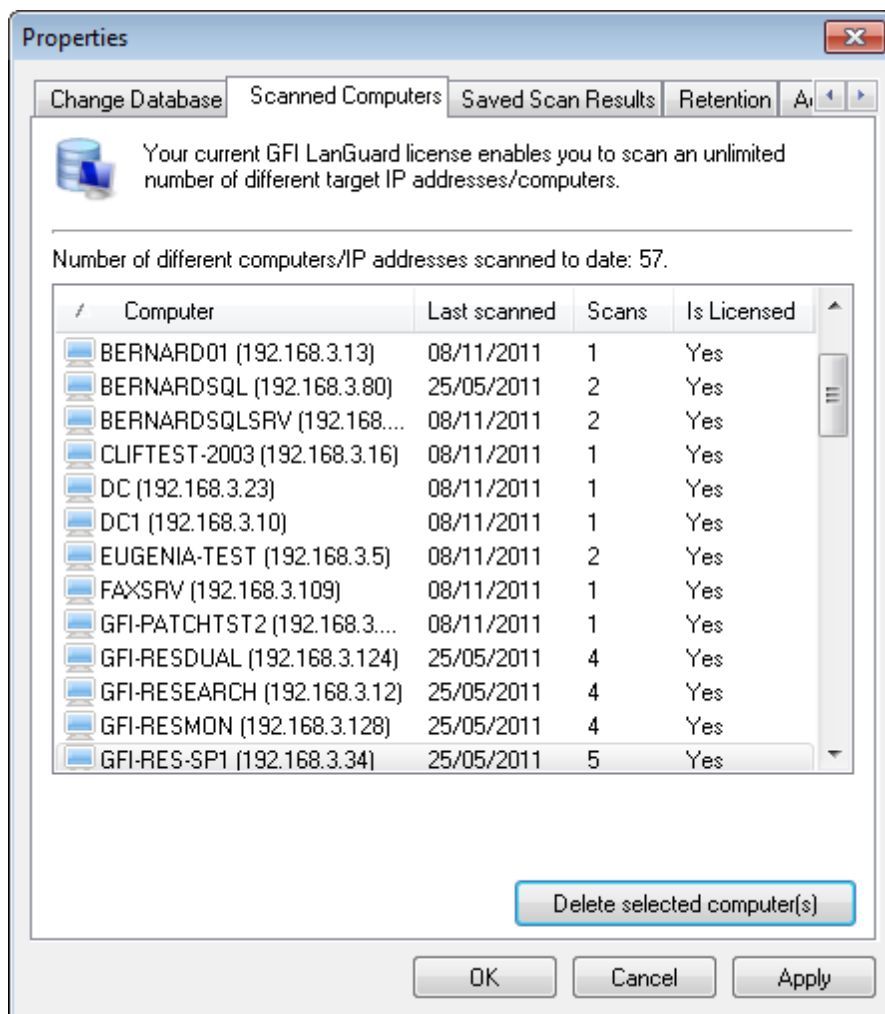 Properties
Change Database Scanned Computers Saved Scan Results Retention
Your current GFI LanGuard license enables you to scan an unlimited
number of different target IP addresses/computers.
Number of different computers/IP addresses scanned to date: 57.
Computer Last scanned Scans Is Licensed
BERNARD01 (192.168.3.13) 08/11/2011 1 Yes
BERNARDSQL (192.168.3.80) 25/05/2011 2 Yes
BERNARDSQLSRV (192.168.... 08/11/2011 2 Yes
CLIFTEST-2003 (192.168.3.16) 08/11/2011 1 Yes
DC (192.168.3.23) 08/11/2011 1 Yes
DC1 (192.168.3.10) 08/11/2011 1 Yes
EUGENIA-TEST (192.168.3.5) 08/11/2011 2 Yes
FAXSRV (192.168.3.109) 08/11/2011 1 Yes
GFI-PATCHTST2 (192.168.3.... 08/11/2011 1 Yes
GFI-RESDUAL (192.168.3.124) 25/05/2011 4 Yes
GFI-RESEARCH (192.168.3.12) 25/05/2011 4 Yes
GFI-RESMON (192.168.3.128) 25/05/2011 4 Yes
GFI-RES-SP1 (192.168.3.34) 25/05/2011 5 Yes
Delete selected computer(s)
OK Cancel Apply